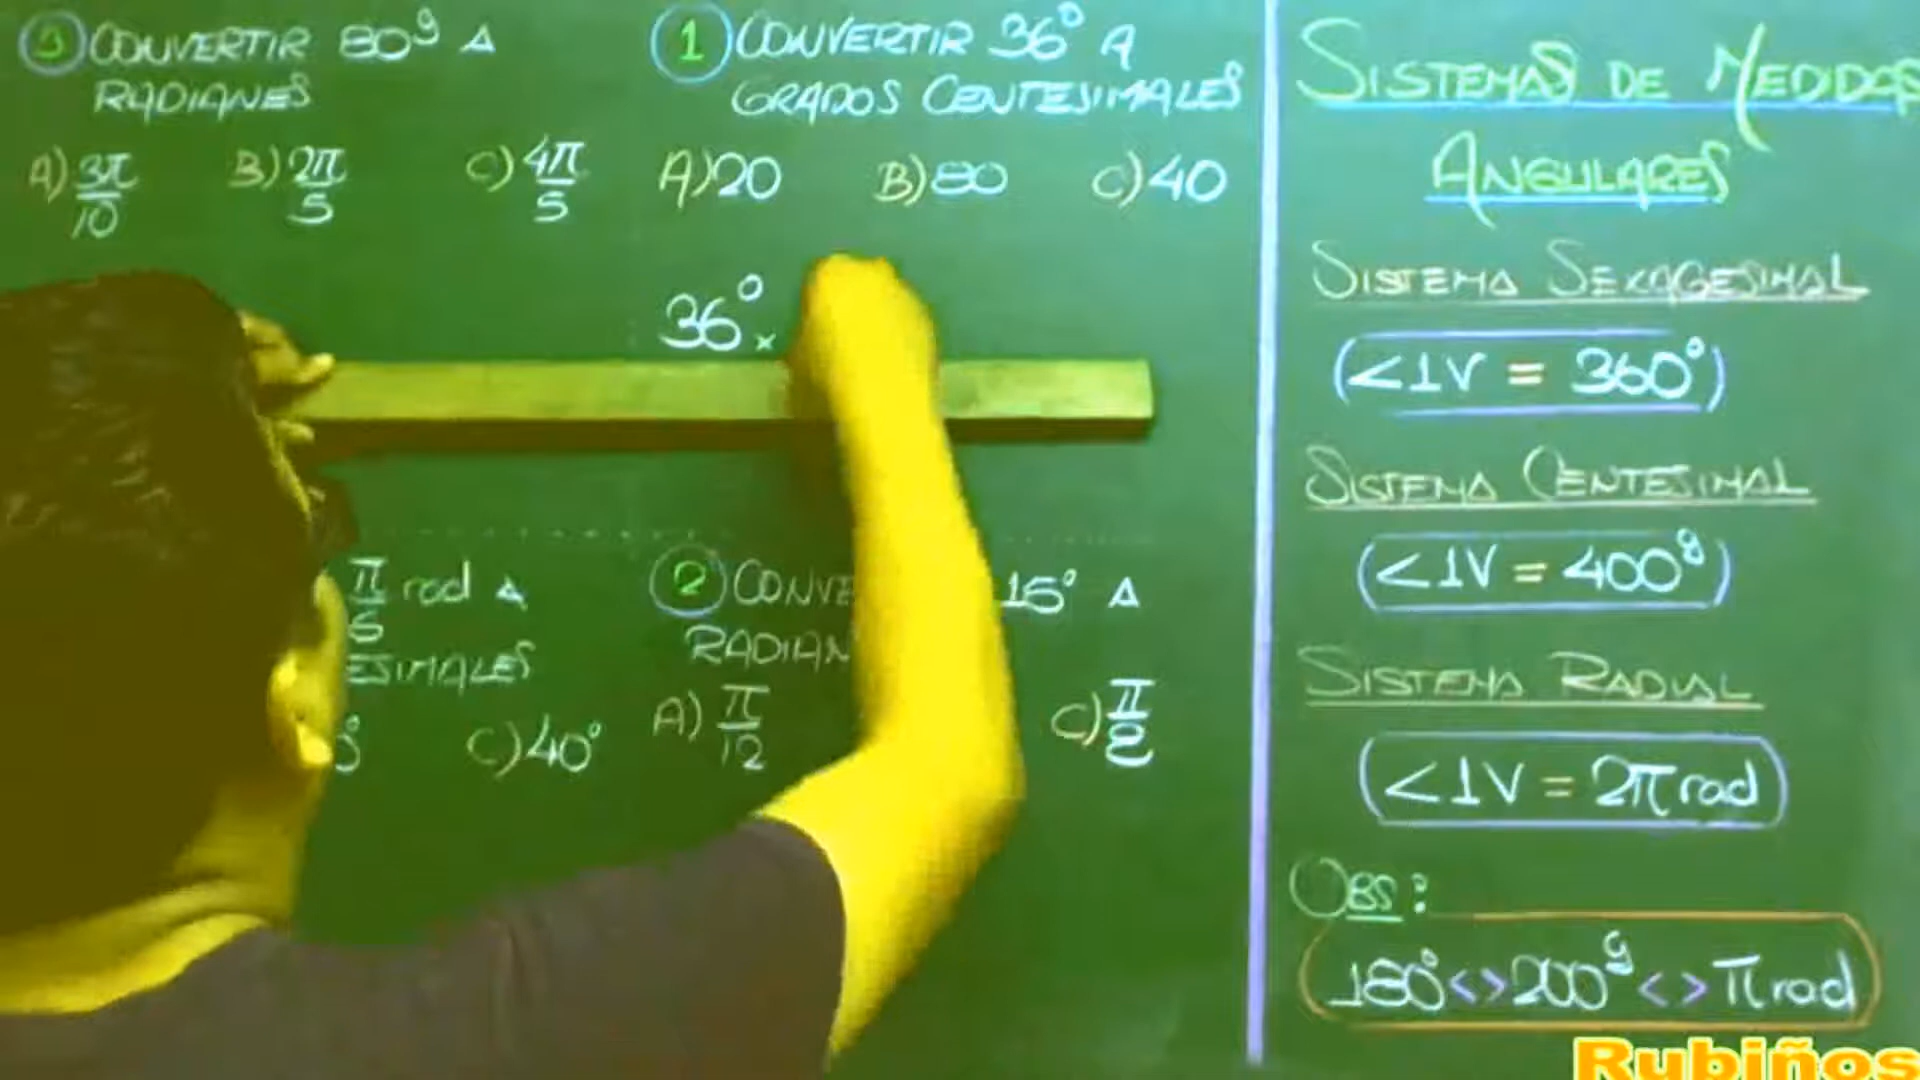 3 CONVERTIR 80g A
RADIANES
A) 3π/10 B) 2π/5 C) 4π/5
1 CONVERTIR 36° A
GRADOS CENTESIMALES
A) 20 B) 80 C) 40
36° x
π/6 rad A
ESIMALES
C) 40°
2 CONVE 15° A
RADIAN
A) π/12 C) π/2
SISTEMAS DE MEDIDAS
ANGULARES
SISTEMA SEXAGESIMAL
(<1V = 360°)
SISTEMA CENTESIMAL
(<1V = 400g)
SISTEMA RADIAL
(<1V = 2π rad)
OBS:
180° <> 200g <> π rad
Rubiños